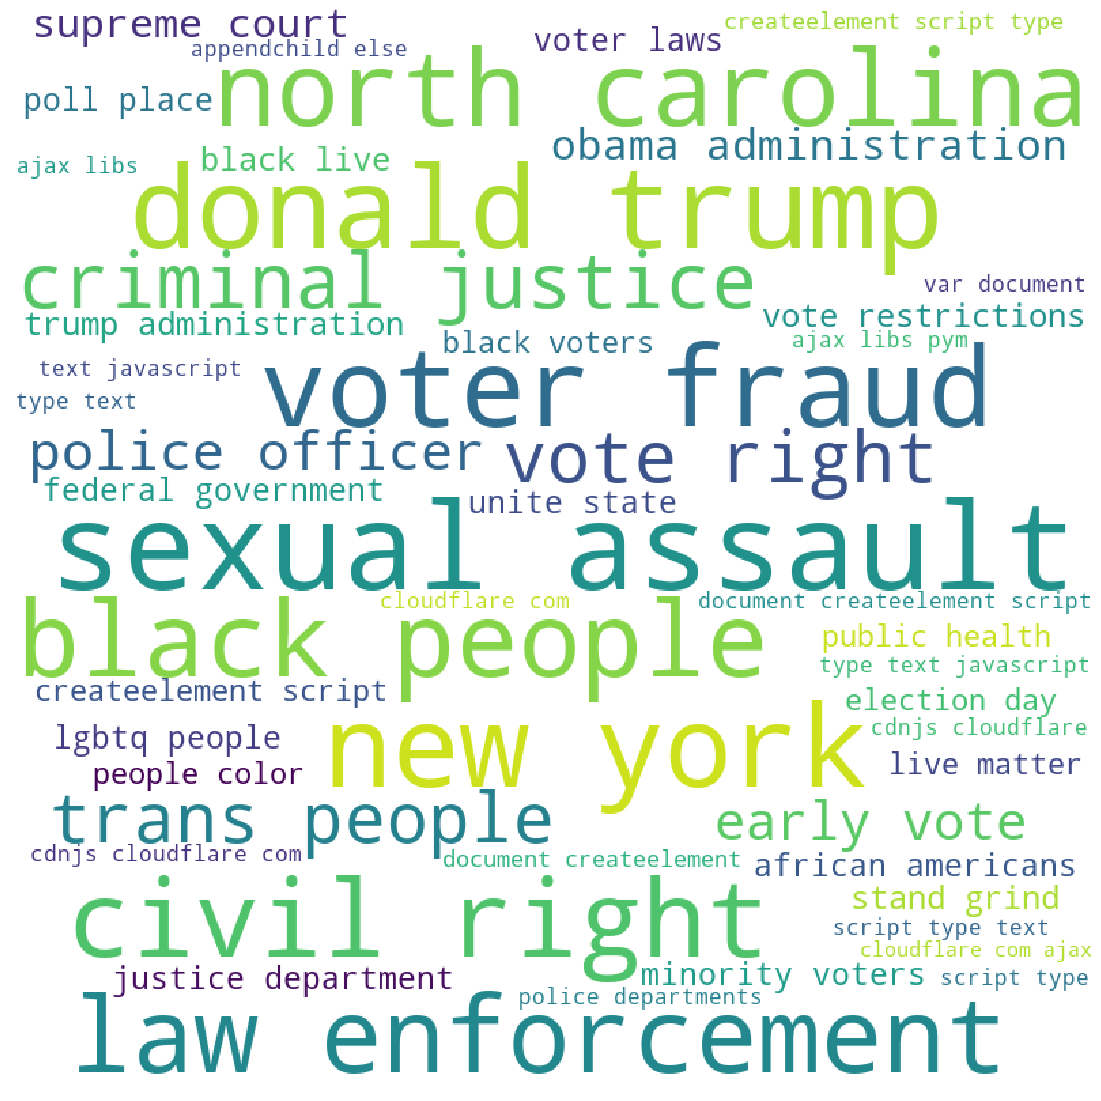 supreme court
createelement script type
appendchild else
voter laws
north carolina
poll place
obama administration
ajax libs
black live
donald trump
criminal justice
var document
trump administration
vote restrictions
black voters
ajax libs pym
text javascript
voter fraud
type text
police officer
vote right
federal government
unite state
sexual assault
cloudflare com
document createelement script
black people
public health
type text javascript
createelement script
election day
new york
cdnjs cloudflare
lgbtq people
live matter
people color
trans people
early vote
cdnjs cloudflare com
document createelement
african americans
civil right
stand grind
script type text
cloudflare com ajax
justice department
minority voters
script type
police departments
law enforcement